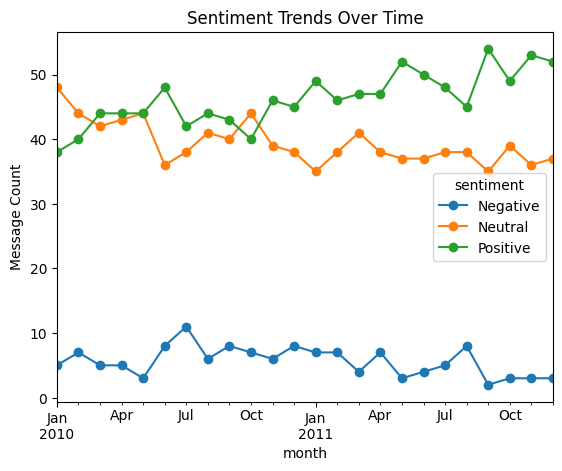 Sentiment Trends Over Time
Message Count
50
40
30
20
10
0
sentiment
Negative
Neutral
Positive
Jan Apr Jul Oct Jan Apr Jul Oct
2010 2011
month